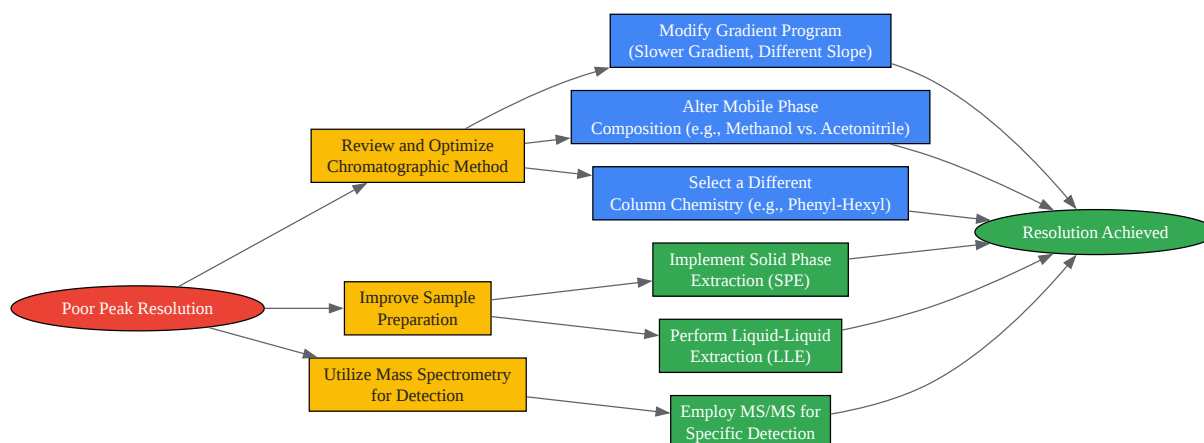 Modify Gradient Program
(Slower Gradient, Different Slope)
Alter Mobile Phase
Composition (e.g., Methanol vs. Acetonitrile)
Review and Optimize
Chromatographic Method
Select a Different
Column Chemistry (e.g., Phenyl-Hexyl)
Resolution Achieved
Implement Solid Phase
Extraction (SPE)
Poor Peak Resolution
Improve Sample
Preparation
Perform Liquid-Liquid
Extraction (LLE)
Utilize Mass Spectrometry
for Detection
Employ MS/MS for
Specific Detection